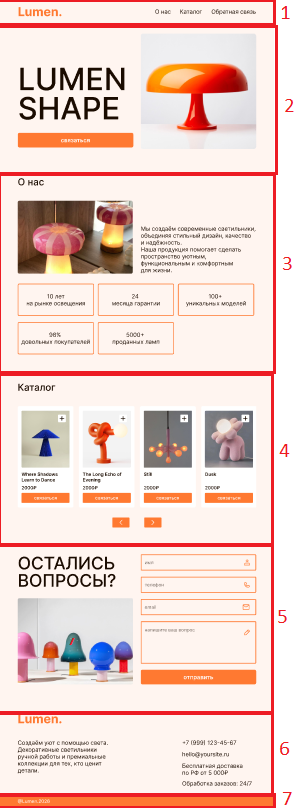 Lumen.
О нас Каталог Обратная связь
1
LUMEN
SHAPE
связаться
2
О нас
Мы создаём современные светильники,
объединяя стильный дизайн, качество
и надёжность.
Наша продукция помогает сделать
пространство уютным,
функциональным и комфортным
для жизни.
10 лет
на рынке освещения
24
месяца гарантии
100+
уникальных моделей
98%
довольных покупателей
5000+
проданных ламп
3
Каталог
Where Shadows
Learn to Dance
2000₽
связаться
The Long Echo of
Evening
2000₽
связаться
Still
2000₽
связаться
Dusk
2000₽
связаться
4
ОСТАЛИСЬ
ВОПРОСЫ?
имя
телефон
email
напишите ваш вопрос.
отправить
5
Lumen.
Создаём уют с помощью света.
Декоративные светильники
ручной работы и премиальные
коллекции для тех, кто ценит
детали.
+7 (999) 123-45-67
hello@yoursite.ru
Бесплатная доставка
по РФ от 5 000₽
Обработка заказов: 24/7
6
@Lumen.2026
7